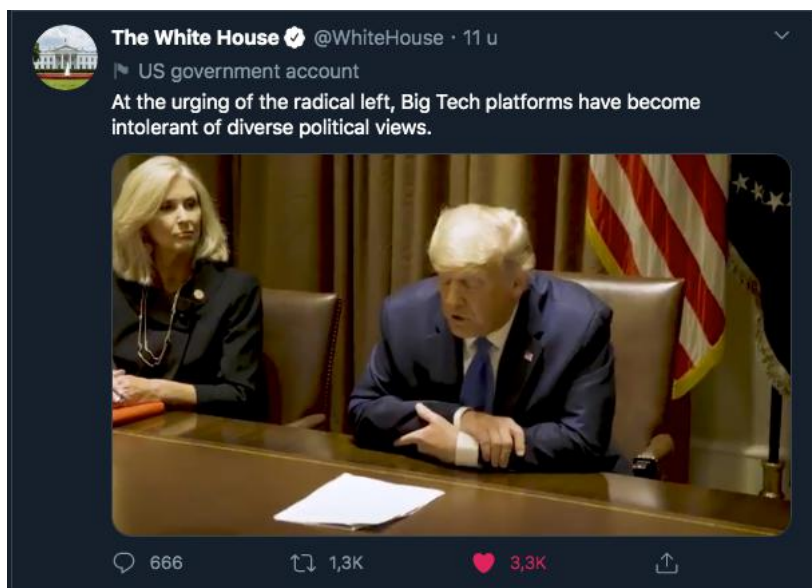 The White House @WhiteHouse · 11 u
US government account
At the urging of the radical left, Big Tech platforms have become
intolerant of diverse political views.
666 1,3K 3,3K